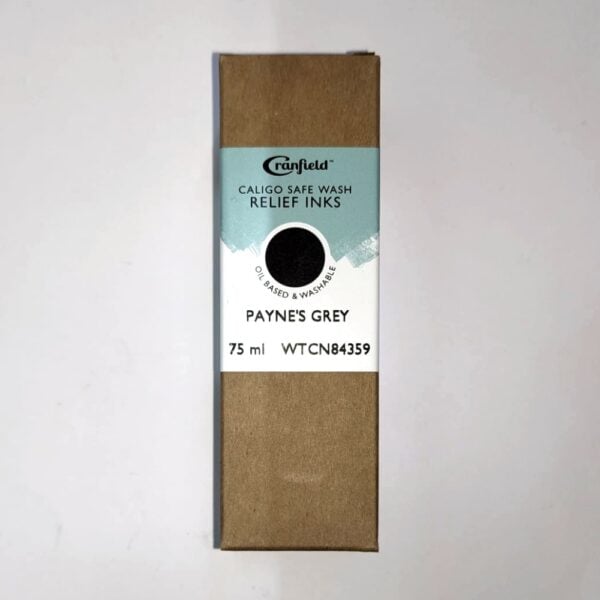 Cranfield™
CALIGO SAFE WASH
RELIEF INKS
OIL BASED & WASHABLE
PAYNE'S GREY
75 ml WTCN84359